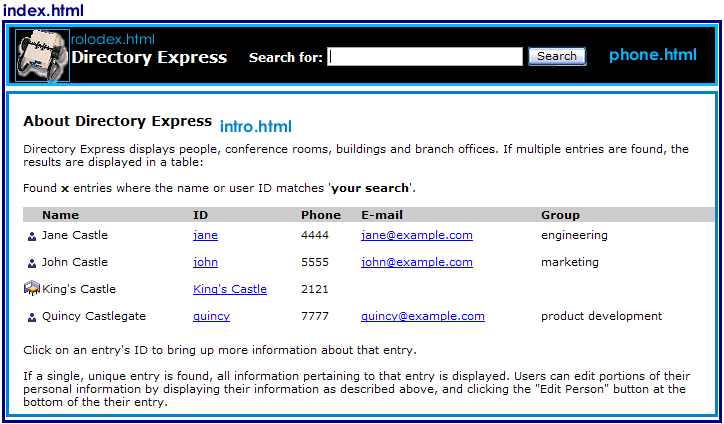 index.html
rolodex.html
Directory Express Search for: Search phone.html
About Directory Express intro.html
Directory Express displays people, conference rooms, buildings and branch offices. If multiple entries are found, the
results are displayed in a table:
Found x entries where the name or user ID matches 'your search'.
Name ID Phone E-mail Group
Jane Castle jane 4444 jane@example.com engineering
John Castle john 5555 john@example.com marketing
King's Castle King's Castle 2121
Quincy Castlegate quincy 7777 quincy@example.com product development
Click on an entry's ID to bring up more information about that entry.
If a single, unique entry is found, all information pertaining to that entry is displayed. Users can edit portions of their
personal information by displaying their information as described above, and clicking the "Edit Person" button at the
bottom of the their entry.